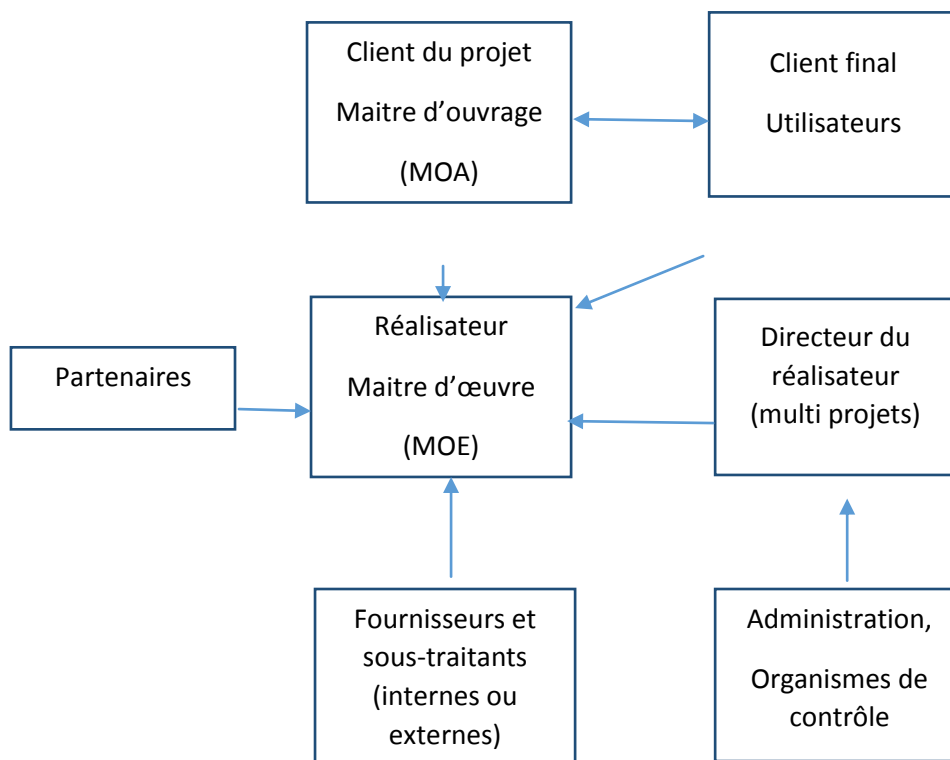 Client du projet
Maitre d'ouvrage
(MOA)
Client final
Utilisateurs
Partenaires
Réalisateur
Maitre d'œuvre
(MOE)
Directeur du
réalisateur
(multi projets)
Fournisseurs et
sous-traitants
(internes ou
externes)
Administration,
Organismes de
contrôle